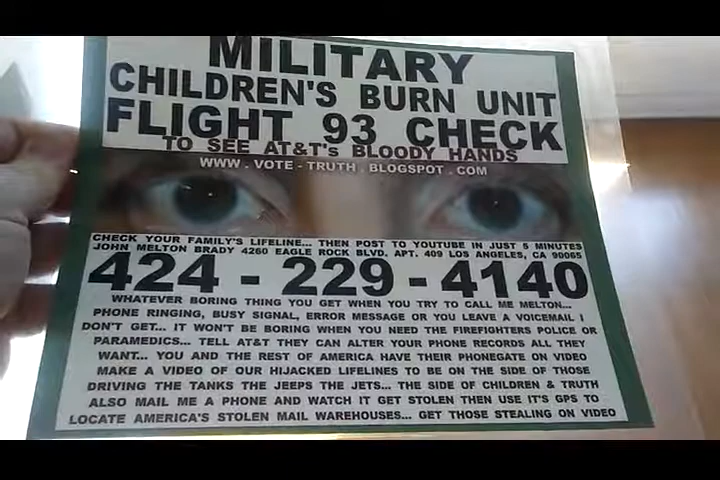 MILITARY
CHILDREN'S BURN UNIT
FLIGHT 93 CHECK
TO SEE AT&T's BLOODY HANDS
WWW . VOTE - TRUTH . BLOGSPOT . COM
CHECK YOUR FAMILY'S LIFELINE... THEN POST TO YOUTUBE IN JUST 5 MINUTES
JOHN MELTON BRADY 4260 EAGLE ROCK BLVD. APT. 409 LOS ANGELES, CA 90065
424 - 229 - 4140
WHATEVER BORING THING YOU GET WHEN YOU TRY TO CALL ME MELTON...
PHONE RINGING, BUSY SIGNAL, ERROR MESSAGE OR YOU LEAVE A VOICEMAIL I
DON'T GET... IT WON'T BE BORING WHEN YOU NEED THE FIREFIGHTERS POLICE OR
PARAMEDICS... TELL AT&T THEY CAN ALTER YOUR PHONE RECORDS ALL THEY
WANT... YOU AND THE REST OF AMERICA HAVE THEIR PHONEGATE ON VIDEO
MAKE A VIDEO OF OUR HIJACKED LIFELINES TO BE ON THE SIDE OF THOSE
DRIVING THE TANKS THE JEEPS THE JETS... THE SIDE OF CHILDREN & TRUTH
ALSO MAIL ME A PHONE AND WATCH IT GET STOLEN THEN USE IT'S GPS TO
LOCATE AMERICA'S STOLEN MAIL WAREHOUSES... GET THOSE STEALING ON VIDEO